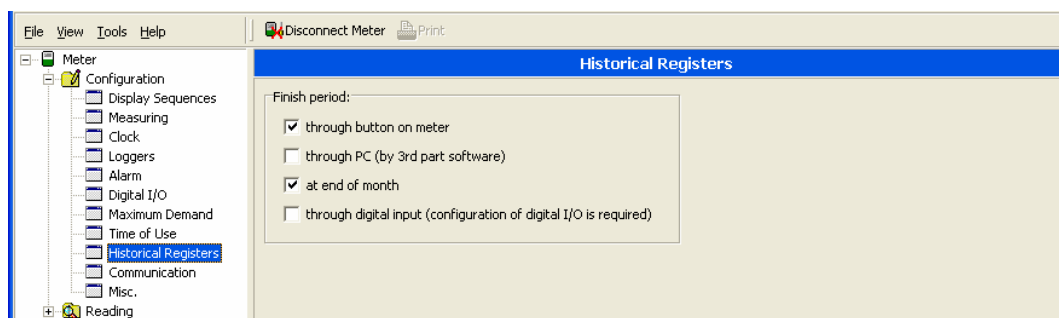 File View Tools Help Disconnect Meter Print
Meter
Configuration
Display Sequences
Measuring
Clock
Loggers
Alarm
Digital I/O
Maximum Demand
Time of Use
Historical Registers
Communication
Misc.
Reading
Historical Registers
Finish period:
through button on meter
through PC (by 3rd part software)
at end of month
through digital input (configuration of digital I/O is required)